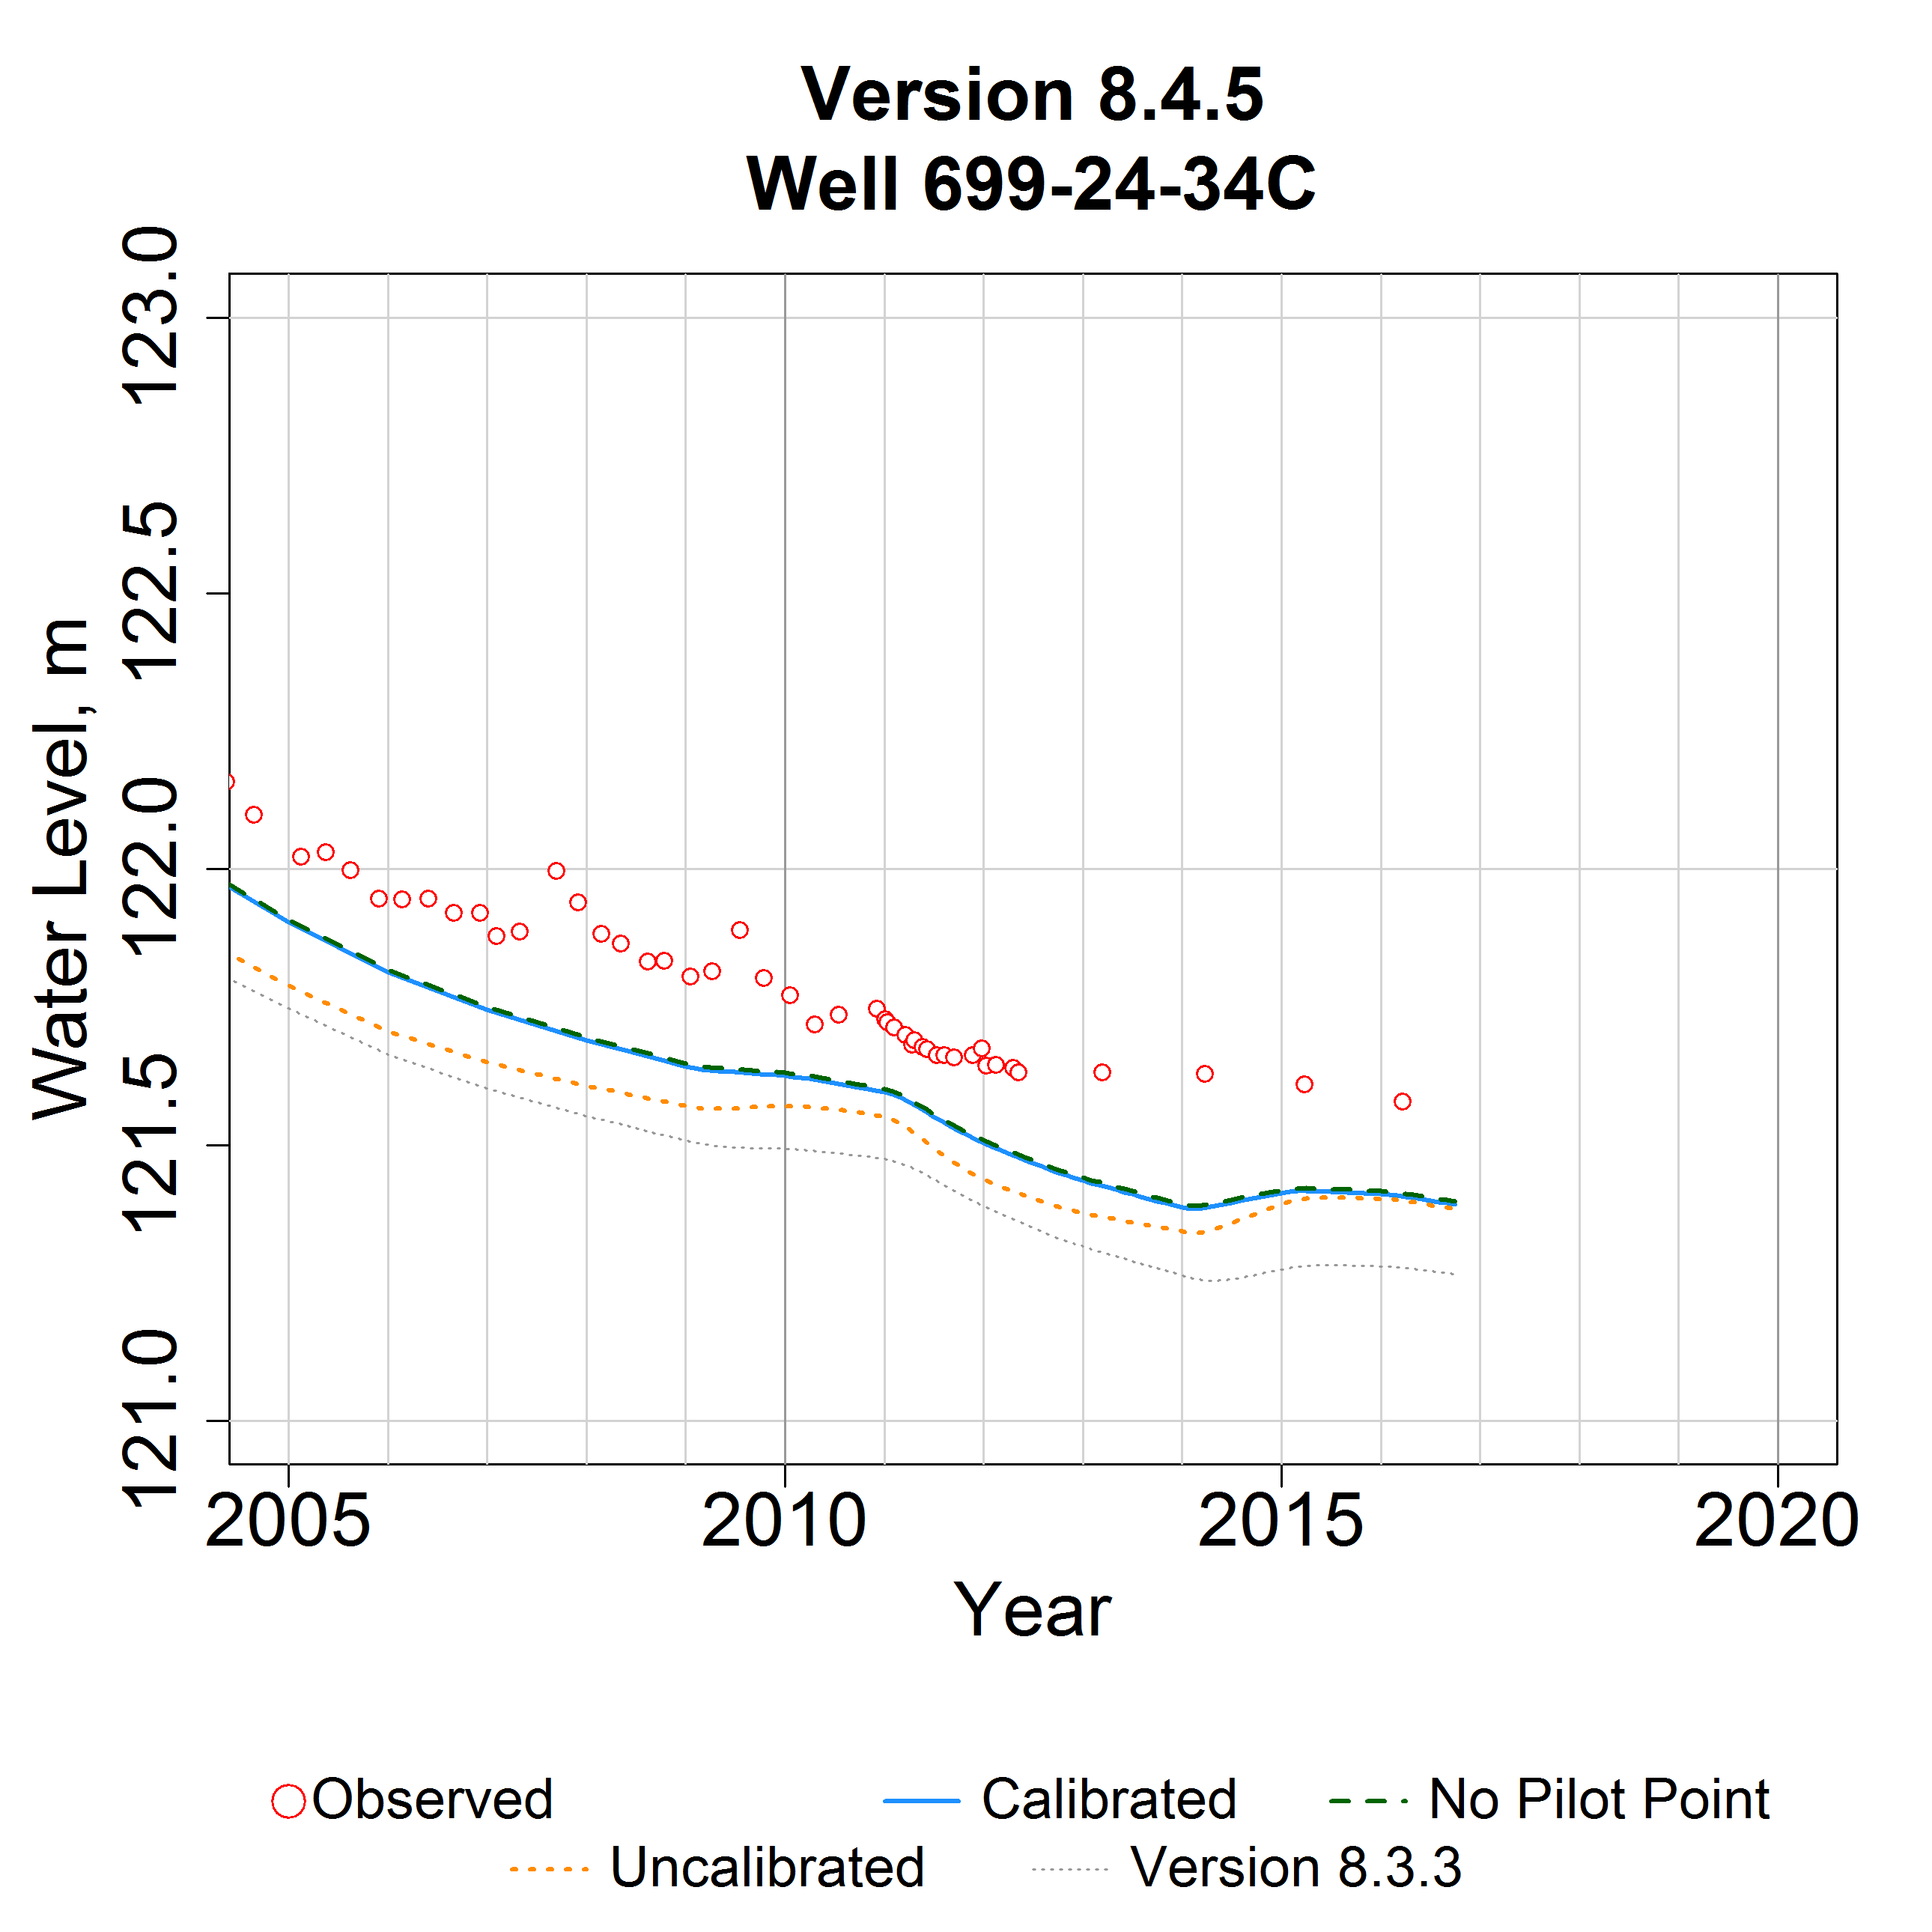 Version 8.4.5
Well 699-24-34C
Water Level, m
123.0
122.5
122.0
121.5
121.0
2005 2010 2015 2020
Year
Observed Calibrated No Pilot Point
Uncalibrated Version 8.3.3